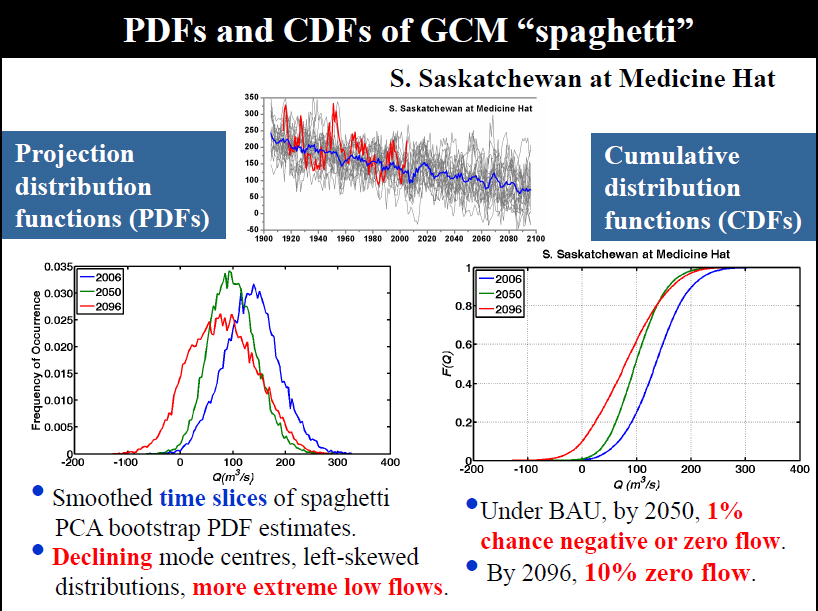 PDFs and CDFs of GCM “spaghetti”
S. Saskatchewan at Medicine Hat
Projection
distribution
functions (PDFs)
S. Saskatchewan at Medicine Hat
350
300
250
200
150
100
50
0
-50
1900 1920 1940 1960 1980 2000 2020 2040 2060 2080 2100
Cumulative
distribution
functions (CDFs)
Frequency of Occurrence
0.035
0.030
0.025
0.020
0.015
0.010
0.005
0
2006
2050
2096
-200 -100 0 100 200 300 400
Q(m³/s)
S. Saskatchewan at Medicine Hat
F(Q)
1
0.8
0.6
0.4
0.2
0
2006
2050
2096
-200 -100 0 100 200 300 400
Q (m³/s)
• Smoothed time slices of spaghetti
PCA bootstrap PDF estimates.
• Declining mode centres, left-skewed
distributions, more extreme low flows.
•Under BAU, by 2050, 1%
chance negative or zero flow.
• By 2096, 10% zero flow.